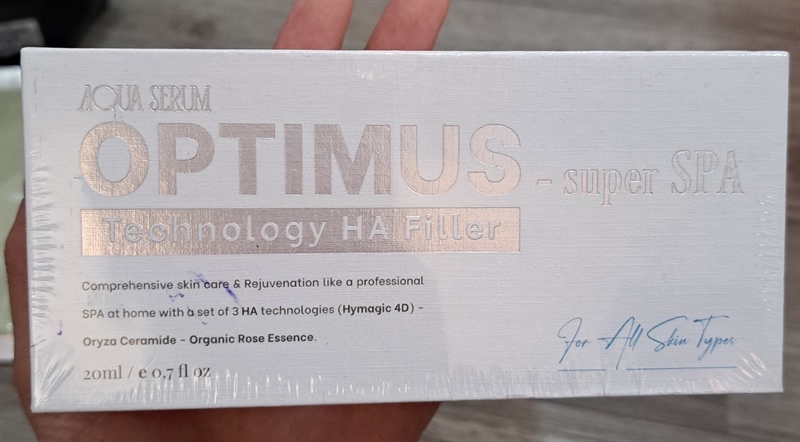 AQUA SERUM
OPTIMUS - super SPA
Technology HA Filler
Comprehensive skin care & Rejuvenation like a professional
SPA at home with a set of 3 HA technologies (Hymagic 4D) -
Oryza Ceramide - Organic Rose Essence.
For All Skin Types
20ml / e 0.7 fl oz